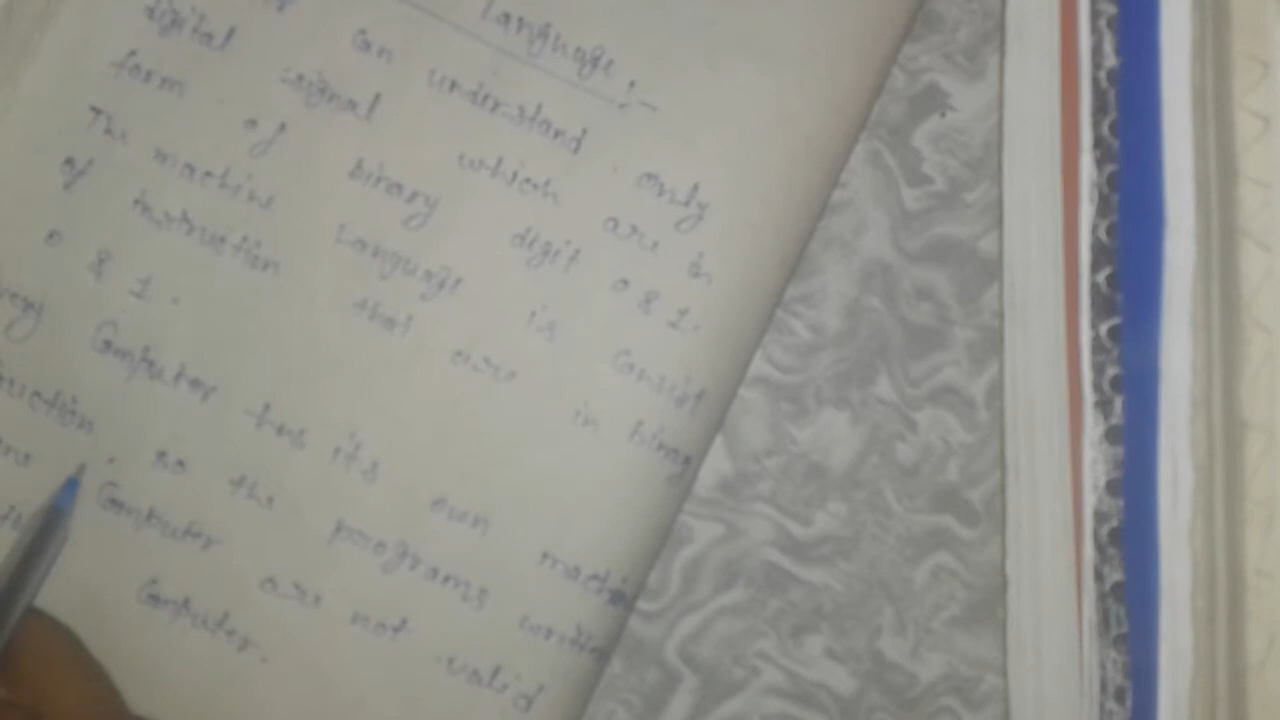 Language :-
can understand only
digital signal which are in
form of binary digit 0 & 1.
The machine Language is consist
of instruction that are in binary
0 & 1.
Computer has its own machine
so the programs written
Computer are not valid
Computer.